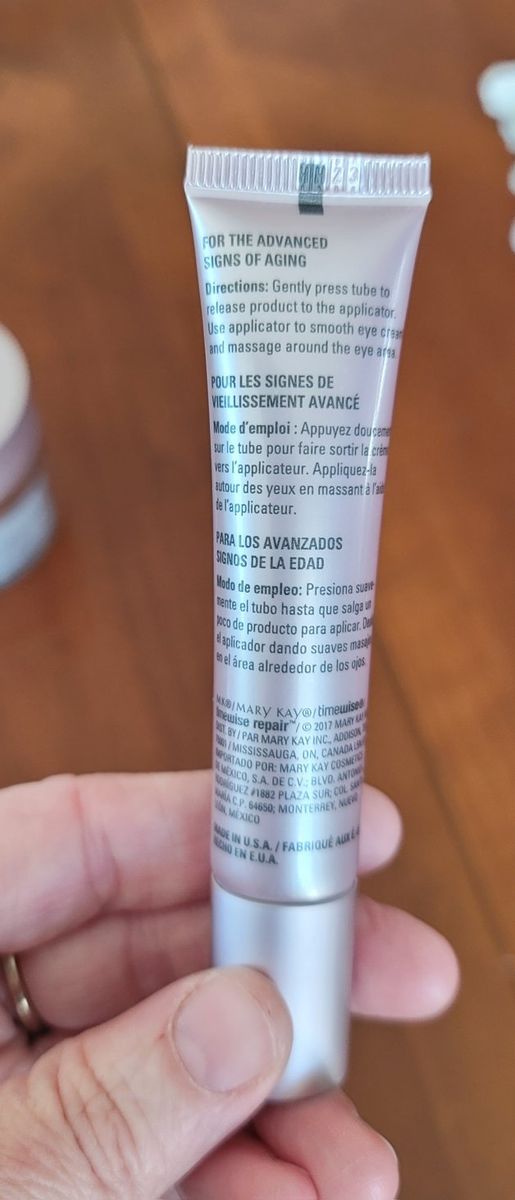 FOR THE ADVANCED
SIGNS OF AGING
Directions: Gently press tube to
release product to the applicator.
Use applicator to smooth eye cream
and massage around the eye area.
POUR LES SIGNES DE
VIEILLISSEMENT AVANCÉ
Mode d'emploi : Appuyez doucement
sur le tube pour faire sortir la crème
vers l'applicateur. Appliquez-la
autour des yeux en massant à l'aide
de l'applicateur.
PARA LOS AVANZADOS
SIGNOS DE LA EDAD
Modo de empleo: Presiona suave-
mente el tubo hasta que salga un
poco de producto para aplicar.
el aplicador dando suaves
en el área alrededor de los ojos.
MK®/MARY KAY®/timewise®/
timewise repair™/© 2017 MARY KAY
DIST. BY/PAR MARY KAY INC., ADDISON,
/MISSISSAUGA, ON, CANADA
IMPORTADO POR: MARY KAY COSMETICS
DE MÉXICO, S.A. DE C.V.; BLVD. ANTONIO
RODRÍGUEZ #1882 PLAZA SUR; COL. SANTA
MARÍA C.P. 64650; MONTERREY, NUEVO
LEÓN, MÉXICO
MADE IN U.S.A. / FABRIQUÉ AUX
HECHO EN E.U.A.